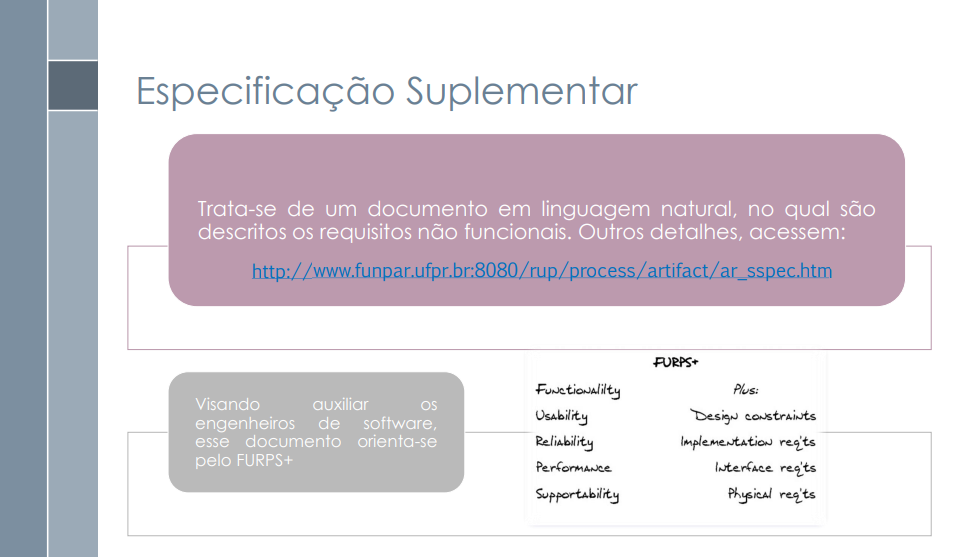 Especificação Suplementar
Trata-se de um documento em linguagem natural, no qual são
descritos os requisitos não funcionais. Outros detalhes, acessem:
http://www.funpar.ufpr.br:8080/rup/process/artifact/ar_sspec.htm
Visando auxiliar os
engenheiros de software,
esse documento orienta-se
pelo FURPS+
FURPS+
Functionalilty
Usability
Reliability
Performance
Supportability
Plus:
Design constraints
Implementation req'ts
Interface req'ts
Physical req'ts